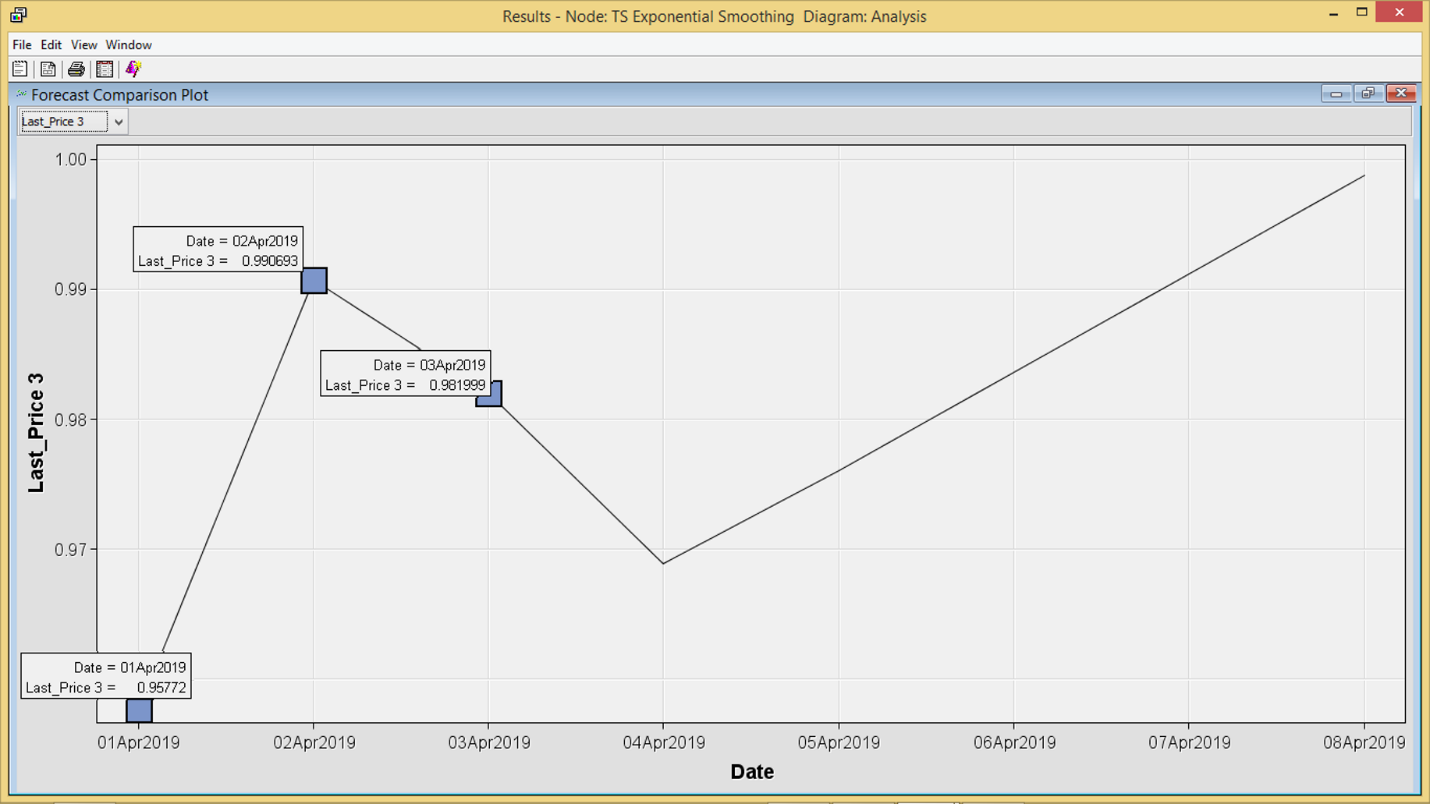 Results - Node: TS Exponential Smoothing  Diagram: Analysis
File Edit View Window
Forecast Comparison Plot
Last_Price 3
1.00
Date = 02Apr2019
Last_Price 3 = 0.990693
0.99
Date = 03Apr2019
Last_Price 3 = 0.981999
0.98
Last_Price 3
0.97
Date = 01Apr2019
Last_Price 3 = 0.95772
01Apr2019 02Apr2019 03Apr2019 04Apr2019 05Apr2019 06Apr2019 07Apr2019 08Apr2019
Date